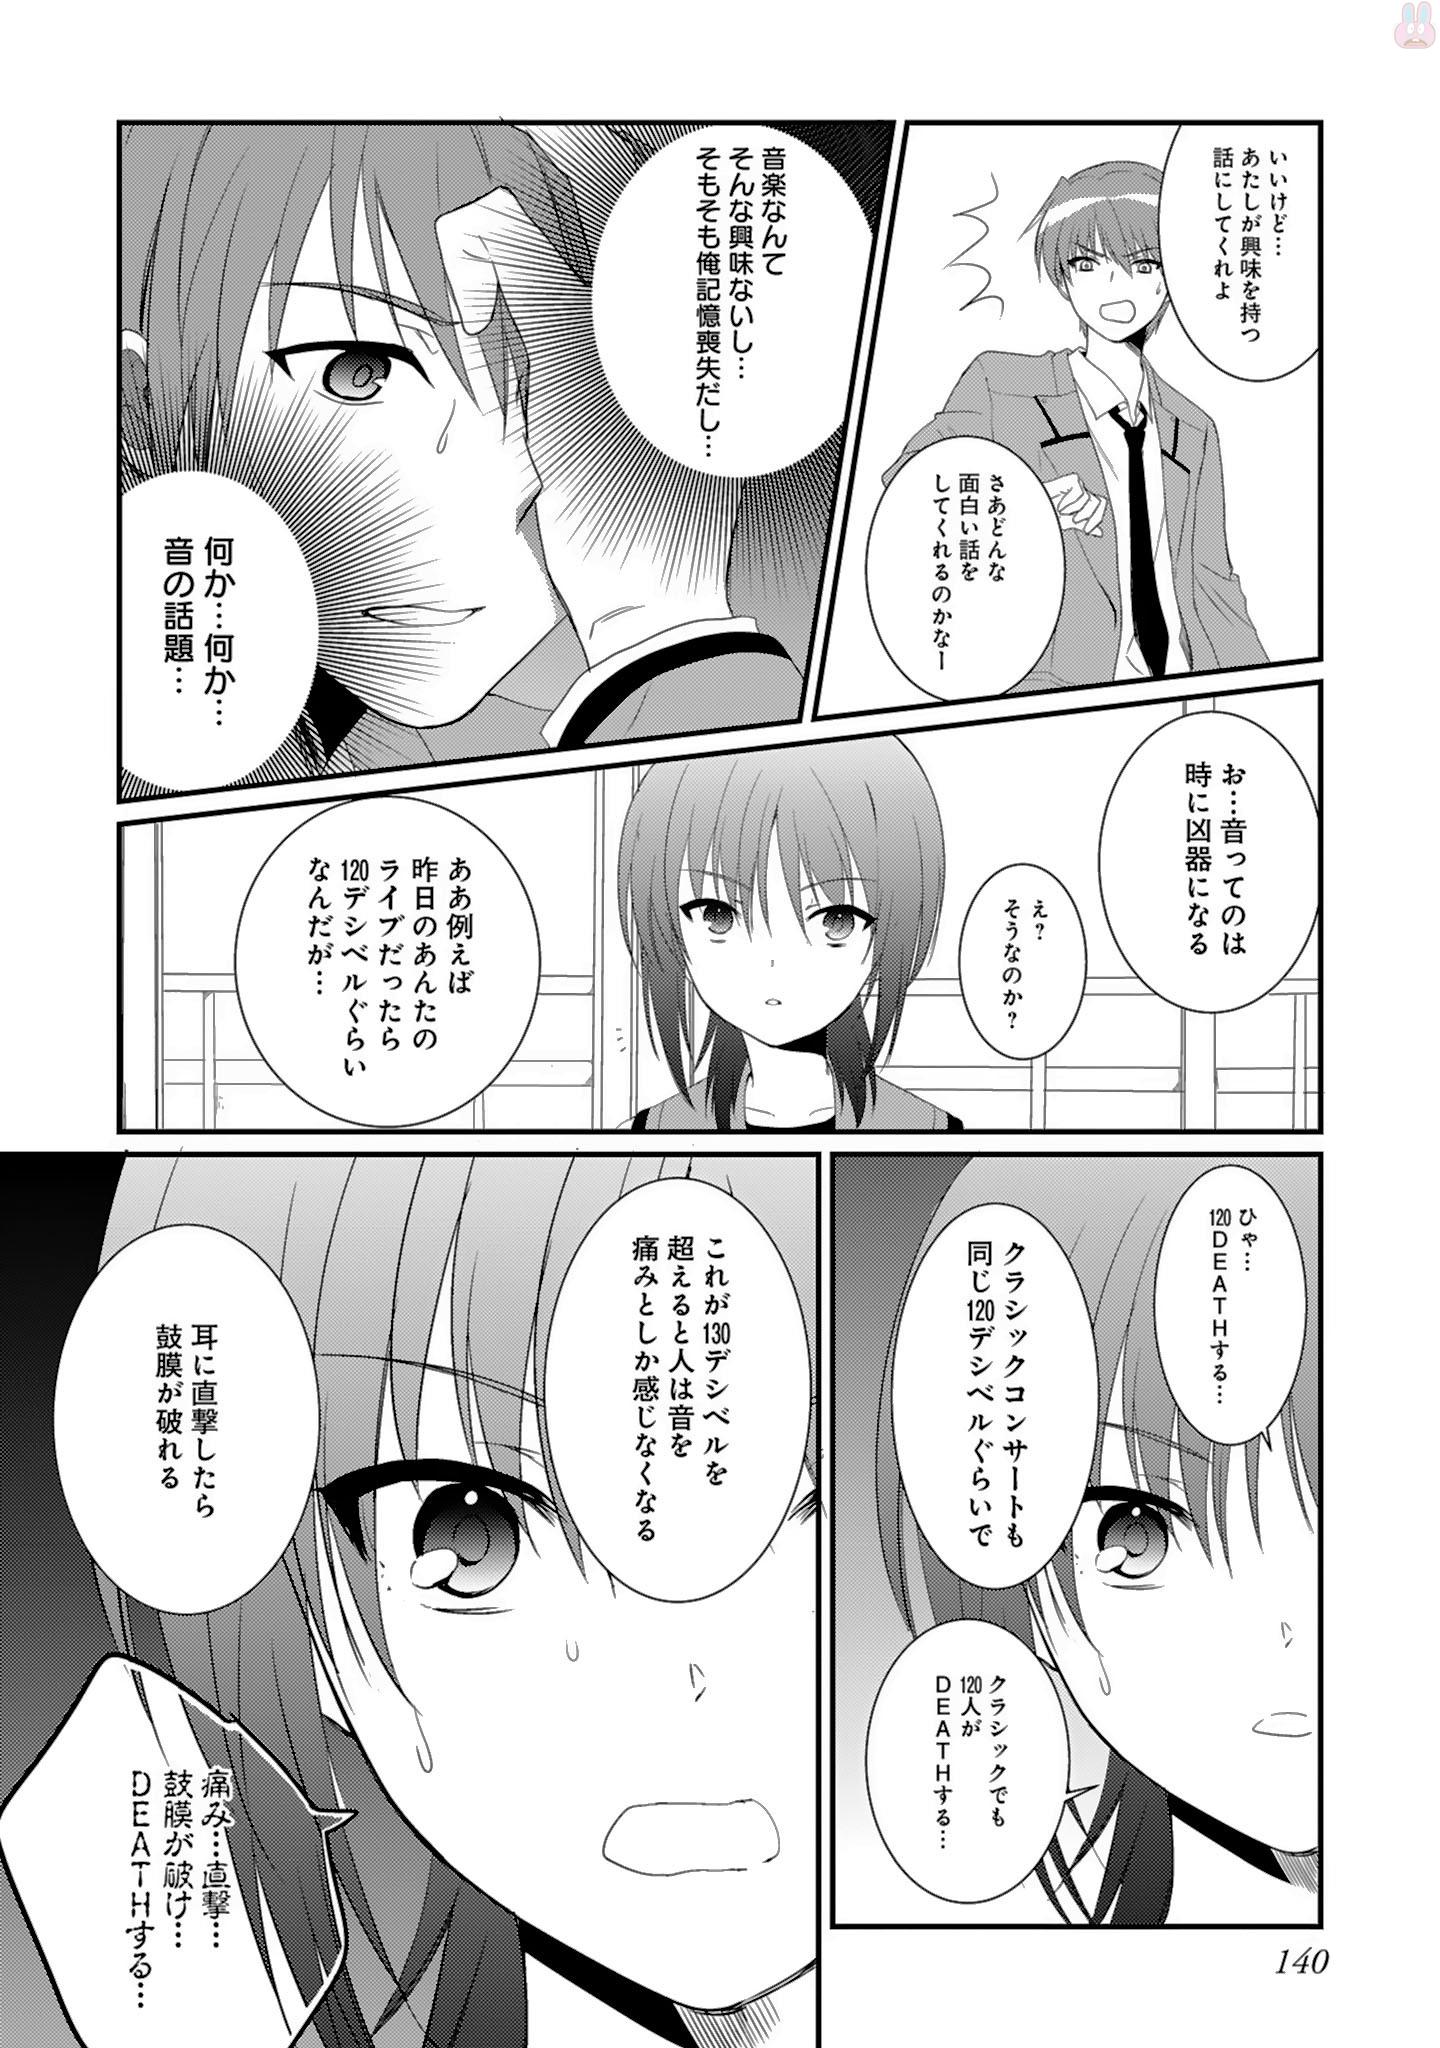 いいけど…
あたしが興味を持つ
話にしてくれよ
さあどんな
面白い話を
してくれるのかなー
音楽なんて
そんな興味ないし…
そもそも俺記憶喪失だし…
何か…何か…
音の話題…
お…音ってのは
時に凶器になる
え？
そうなのか？
ああ例えば
昨日のあんたの
ライブだったら
120デシベルぐらい
なんだが…
ひゃ…
120DEATHする…
クラシックコンサートも
同じ120デシベルぐらいで
クラシックでも
120人が
DEATHする…
これが130デシベルを
超えると人は音を
痛みとしか感じなくなる
耳に直撃したら
鼓膜が破れる
痛み…直撃…
鼓膜が破け…
DEATHする…
140